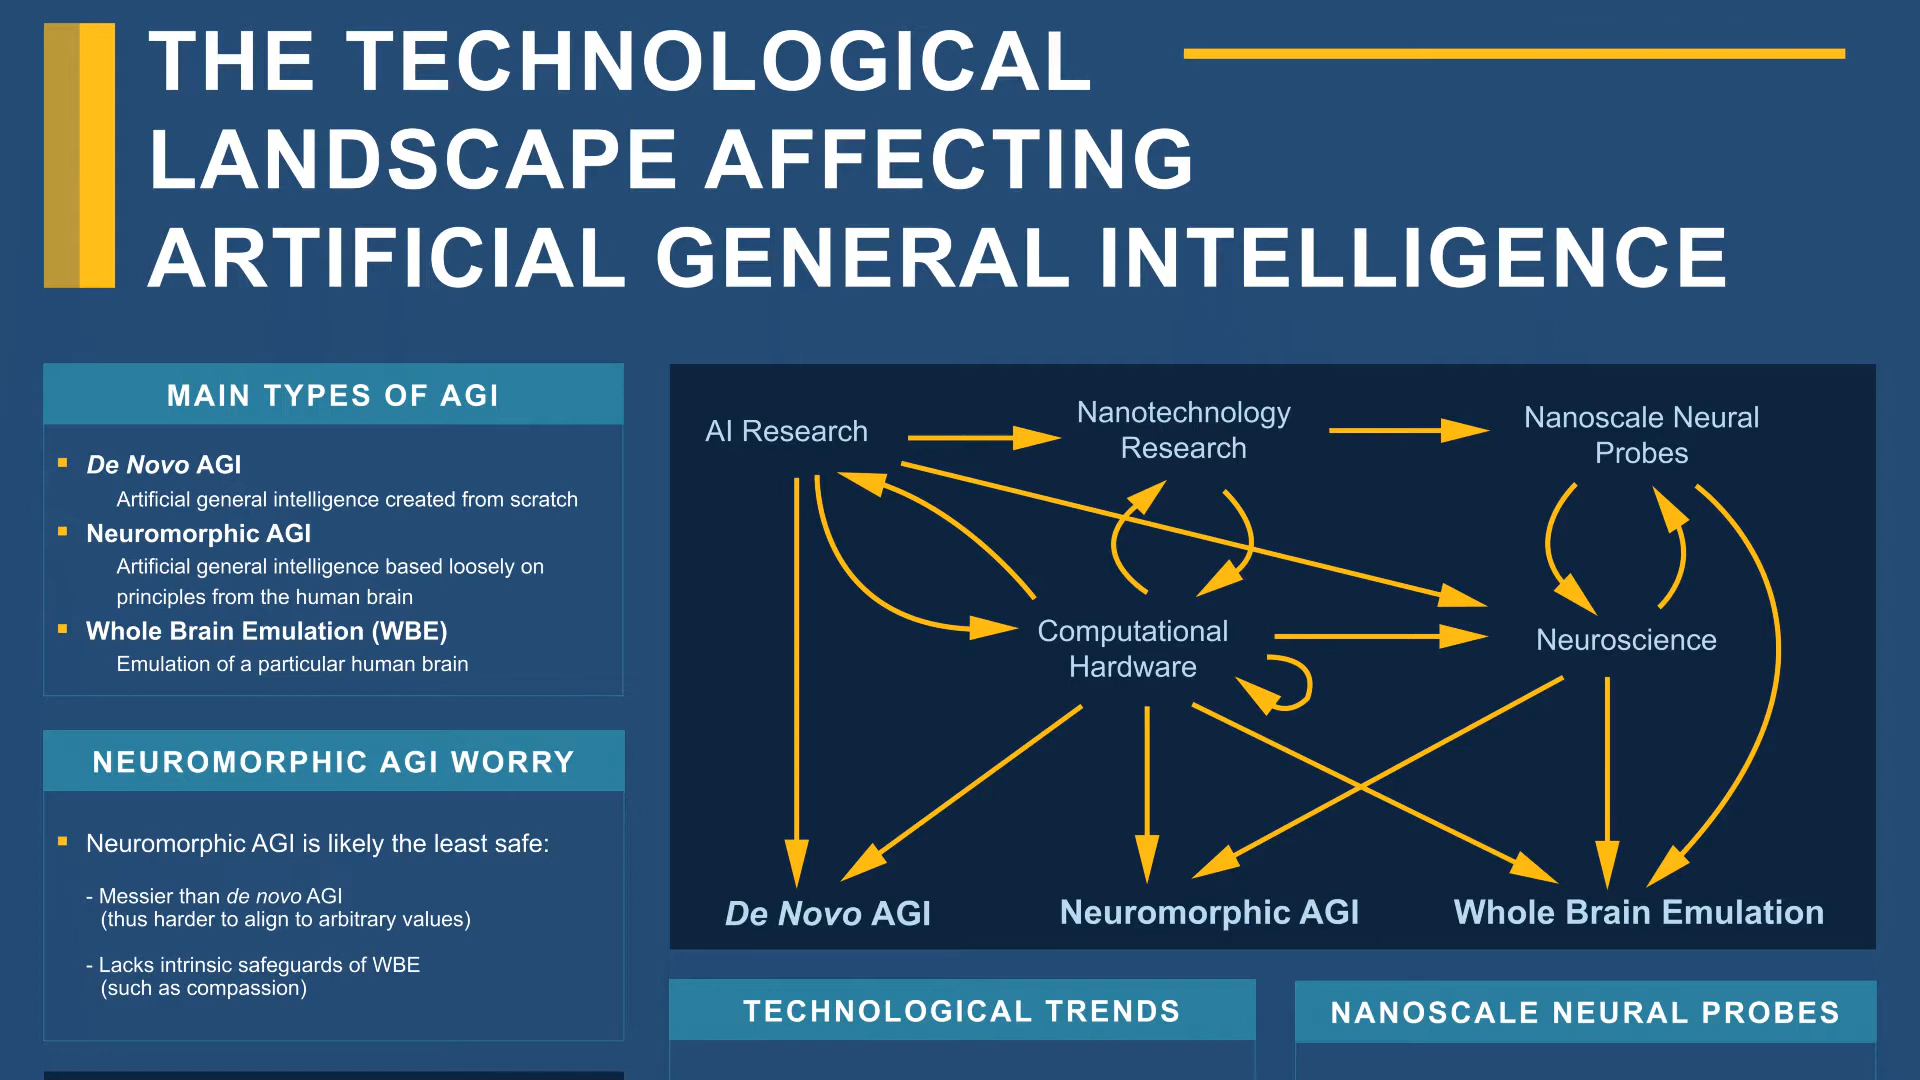 THE TECHNOLOGICAL
LANDSCAPE AFFECTING
ARTIFICIAL GENERAL INTELLIGENCE
MAIN TYPES OF AGI
De Novo AGI
Artificial general intelligence created from scratch
Neuromorphic AGI
Artificial general intelligence based loosely on
principles from the human brain
Whole Brain Emulation (WBE)
Emulation of a particular human brain
NEUROMORPHIC AGI WORRY
Neuromorphic AGI is likely the least safe:
- Messier than de novo AGI
(thus harder to align to arbitrary values)
- Lacks intrinsic safeguards of WBE
(such as compassion)
AI Research
Nanotechnology
Research
Nanoscale Neural
Probes
Computational
Hardware
Neuroscience
De Novo AGI
Neuromorphic AGI
Whole Brain Emulation
TECHNOLOGICAL TRENDS
NANOSCALE NEURAL PROBES